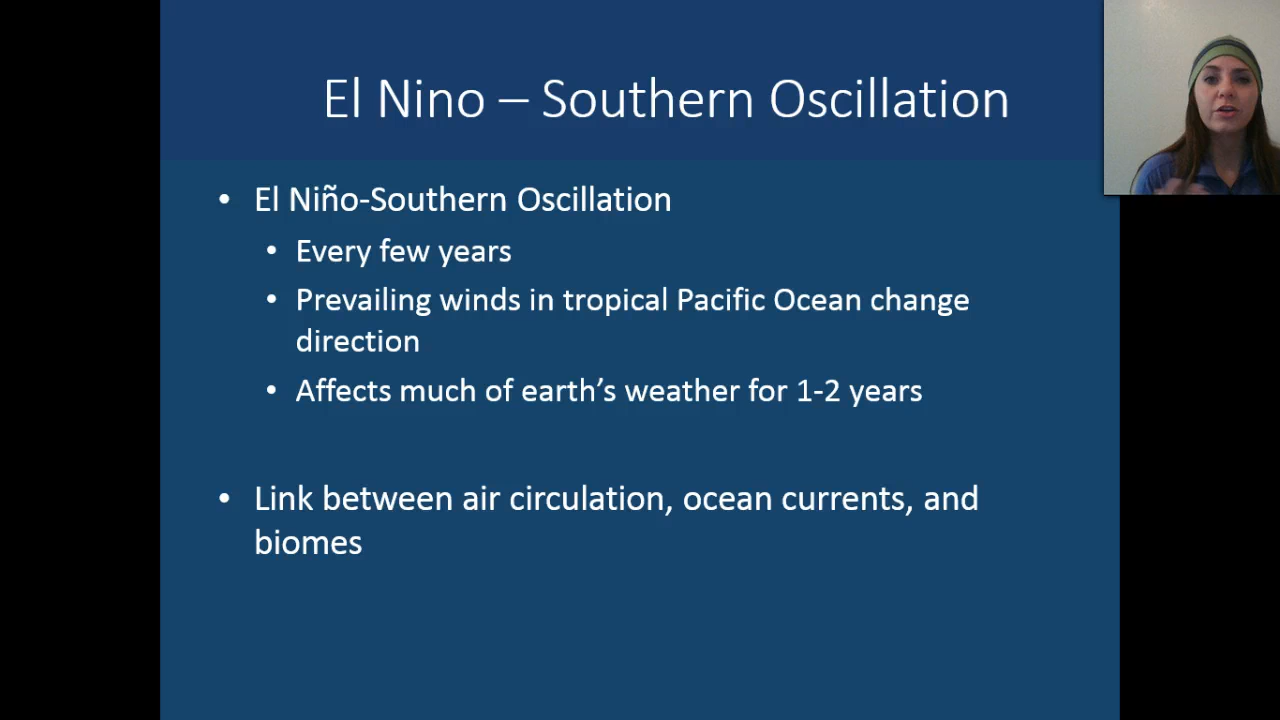 El Nino – Southern Oscillation
• El Niño-Southern Oscillation
• Every few years
• Prevailing winds in tropical Pacific Ocean change
direction
• Affects much of earth’s weather for 1-2 years
• Link between air circulation, ocean currents, and
biomes